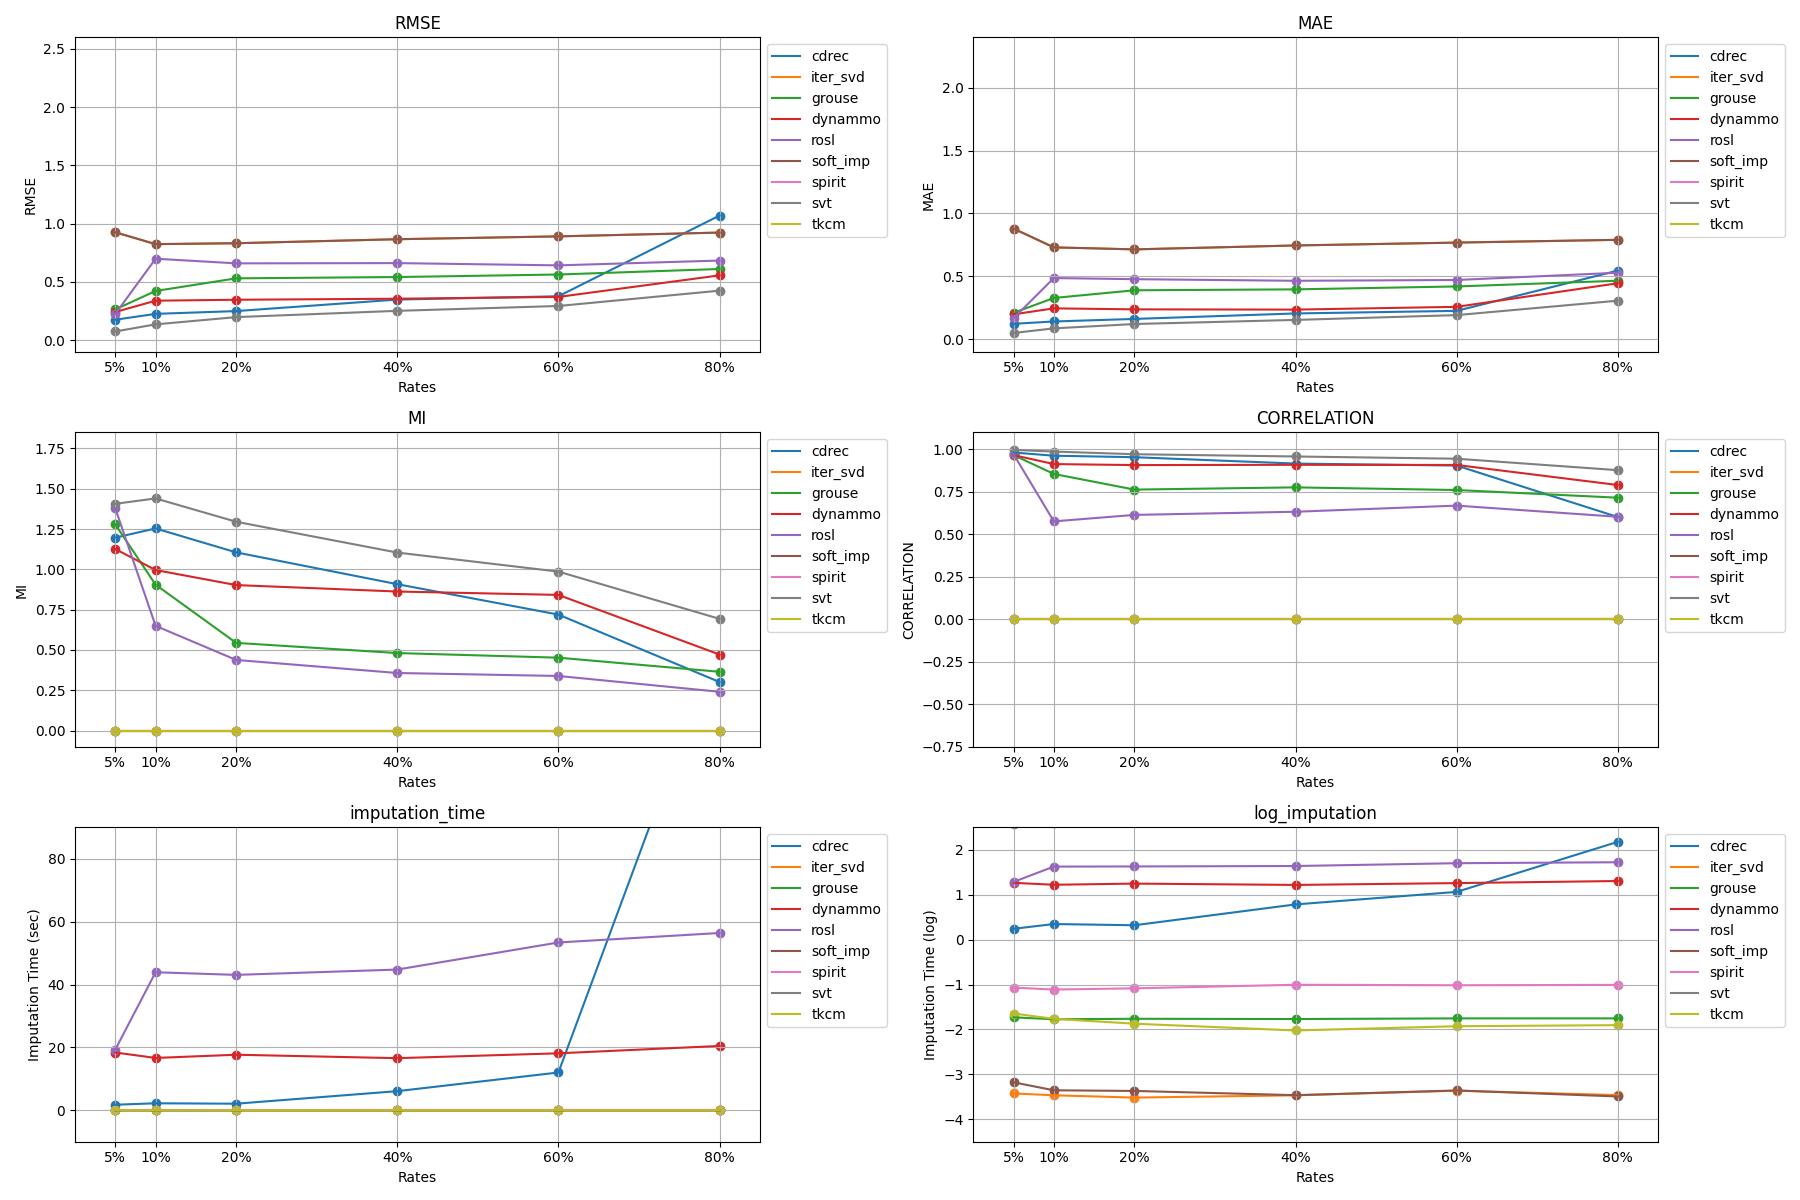 RMSE
2.5
2.0
1.5
1.0
0.5
0.0
RMSE
5% 10% 20% 40% 60% 80%
Rates
cdrec
iter_svd
grouse
dynammo
rosl
soft_imp
spirit
svt
tkcm
MAE
2.0
1.5
1.0
0.5
0.0
MAE
5% 10% 20% 40% 60% 80%
Rates
cdrec
iter_svd
grouse
dynammo
rosl
soft_imp
spirit
svt
tkcm
MI
1.75
1.50
1.25
1.00
0.75
0.50
0.25
0.00
MI
5% 10% 20% 40% 60% 80%
Rates
cdrec
iter_svd
grouse
dynammo
rosl
soft_imp
spirit
svt
tkcm
CORRELATION
1.00
0.75
0.50
0.25
0.00
−0.25
−0.50
−0.75
CORRELATION
5% 10% 20% 40% 60% 80%
Rates
cdrec
iter_svd
grouse
dynammo
rosl
soft_imp
spirit
svt
tkcm
imputation_time
80
60
40
20
0
Imputation Time (sec)
5% 10% 20% 40% 60% 80%
Rates
cdrec
iter_svd
grouse
dynammo
rosl
soft_imp
spirit
svt
tkcm
log_imputation
2
1
0
−1
−2
−3
−4
Imputation Time (log)
5% 10% 20% 40% 60% 80%
Rates
cdrec
iter_svd
grouse
dynammo
rosl
soft_imp
spirit
svt
tkcm